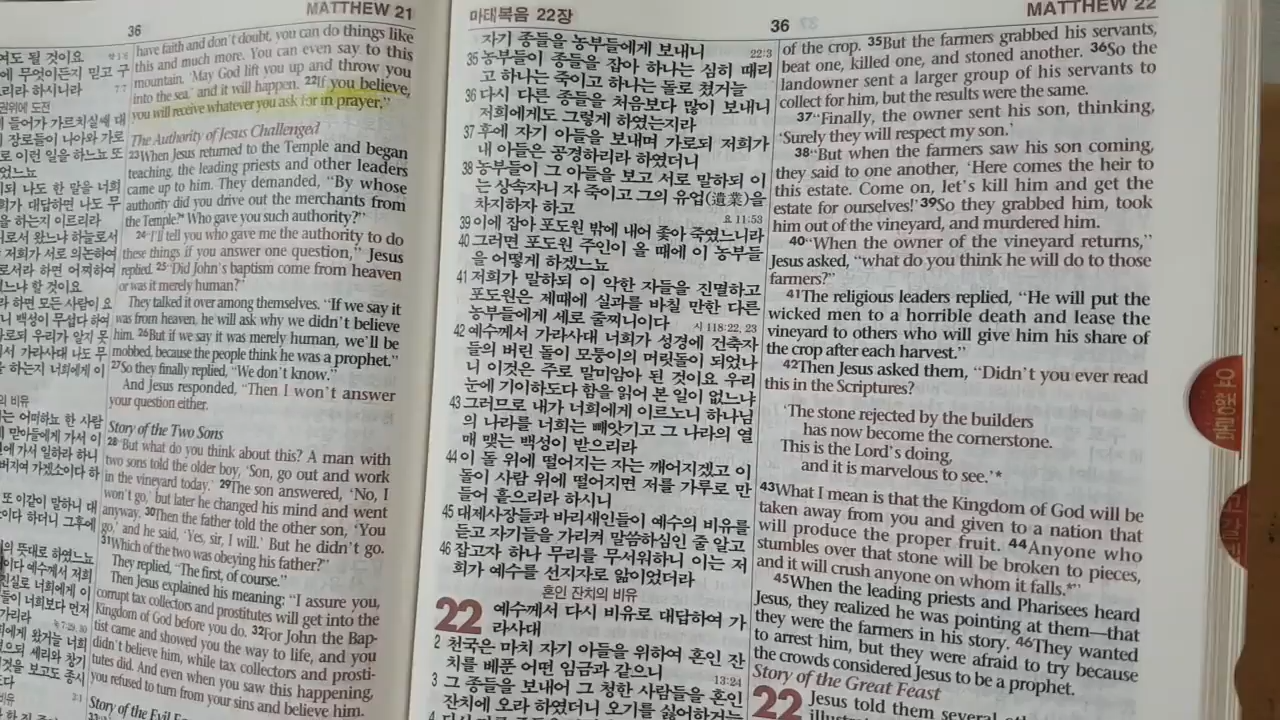 MATTHEW 21
36
여도 될 것이요
에 무엇이든지 믿고 구
리라 하시니라
have faith and don't doubt, you can do things like
this and much more. You can even say to this
mountain, 'May God lift you up and throw you
into the sea,' and it will happen. 22If you believe,
you will receive whatever you ask for in prayer."
The Authority of Jesus Challenged
23When Jesus returned to the Temple and began
teaching, the leading priests and other leaders
came up to him. They demanded, "By whose
authority did you drive out the merchants from
the Temple?* Who gave you such authority?"
24"I'll tell you who gave me the authority to do
these things if you answer one question," Jesus
replied. 25"Did John's baptism come from heaven
or was it merely human?"
They talked it over among themselves. "If we say it
was from heaven, he will ask why we didn't believe
him. 26But if we say it was merely human, we'll be
mobbed, because the people think he was a prophet."
27So they finally replied, "We don't know."
And Jesus responded, "Then I won't answer
your question either.
Story of the Two Sons
28"But what do you think about this? A man with
two sons told the older boy, 'Son, go out and work
in the vineyard today.' 29The son answered, 'No, I
won't go,' but later he changed his mind and went
anyway. 30Then the father told the other son, 'You
go,' and he said, 'Yes, sir, I will.' But he didn't go.
31Which of the two was obeying his father?"
They replied, "The first, of course."
Then Jesus explained his meaning: "I assure you,
corrupt tax collectors and prostitutes will get into the
Kingdom of God before you do. 32For John the Bap-
tist came and showed you the way to life, and you
didn't believe him, while tax collectors and prosti-
tutes did. And even when you saw this happening,
you refused to turn from your sins and believe him.
Story of the Evil
마태복음 22장
36
MATTHEW 22
자기 종들을 농부들에게 보내니 22:3
35 농부들이 종들을 잡아 하나는 심히 때리
고 하나는 죽이고 하나는 돌로 쳤거늘
36 다시 다른 종들을 처음보다 많이 보내니
저희에게도 그렇게 하였는지라
37 후에 자기 아들을 보내며 가로되 저희가
내 아들은 공경하리라 하였더니
38 농부들이 그 아들을 보고 서로 말하되 이
는 상속자니 자 죽이고 그의 유업(遺業)을
차지하자 하고
요 11:53
39 이에 잡아 포도원 밖에 내어 쫓아 죽였느니라
40 그러면 포도원 주인이 올 때에 이 농부들
을 어떻게 하겠느뇨
41 저희가 말하되 이 악한 자들을 진멸하고
포도원은 제때에 실과를 바칠 만한 다른
농부들에게 세로 줄찌니이다
시 118:22, 23
42 예수께서 가라사대 너희가 성경에 건축자
들의 버린 돌이 모퉁이의 머릿돌이 되었나
니 이것은 주로 말미암아 된 것이요 우리
눈에 기이하도다 함을 읽어 본 일이 없느냐
43 그러므로 내가 너희에게 이르노니 하나님
의 나라를 너희는 빼앗기고 그 나라의 열
매 맺는 백성이 받으리라
44 이 돌 위에 떨어지는 자는 깨어지겠고 이
돌이 사람 위에 떨어지면 저를 가루로 만
들어 흩으리라 하시니
45 대제사장들과 바리새인들이 예수의 비유를
듣고 자기들을 가리켜 말씀하심인 줄 알고
46 잡고자 하나 무리를 무서워하니 이는 저
희가 예수를 선지자로 앎이었더라
혼인 잔치의 비유
22 예수께서 다시 비유로 대답하여 가
라사대
2 천국은 마치 자기 아들을 위하여 혼인 잔
치를 베푼 어떤 임금과 같으니
13:24
3 그 종들을 보내어 그 청한 사람들을 혼인
잔치에 오라 하였더니 오기를 싫어하거늘
of the crop. 35But the farmers grabbed his servants,
beat one, killed one, and stoned another. 36So the
landowner sent a larger group of his servants to
collect for him, but the results were the same.
37"Finally, the owner sent his son, thinking,
'Surely they will respect my son.'
38"But when the farmers saw his son coming,
they said to one another, 'Here comes the heir to
this estate. Come on, let's kill him and get the
estate for ourselves!' 39So they grabbed him, took
him out of the vineyard, and murdered him.
40"When the owner of the vineyard returns,"
Jesus asked, "what do you think he will do to those
farmers?"
41The religious leaders replied, "He will put the
wicked men to a horrible death and lease the
vineyard to others who will give him his share of
the crop after each harvest."
42Then Jesus asked them, "Didn't you ever read
this in the Scriptures?
'The stone rejected by the builders
has now become the cornerstone.
This is the Lord's doing,
and it is marvelous to see.'*
43What I mean is that the Kingdom of God will be
taken away from you and given to a nation that
will produce the proper fruit. 44Anyone who
stumbles over that stone will be broken to pieces,
and it will crush anyone on whom it falls.*"
45When the leading priests and Pharisees heard
Jesus, they realized he was pointing at them—that
they were the farmers in his story. 46They wanted
to arrest him, but they were afraid to try because
the crowds considered Jesus to be a prophet.
Story of the Great Feast
22 Jesus told them several